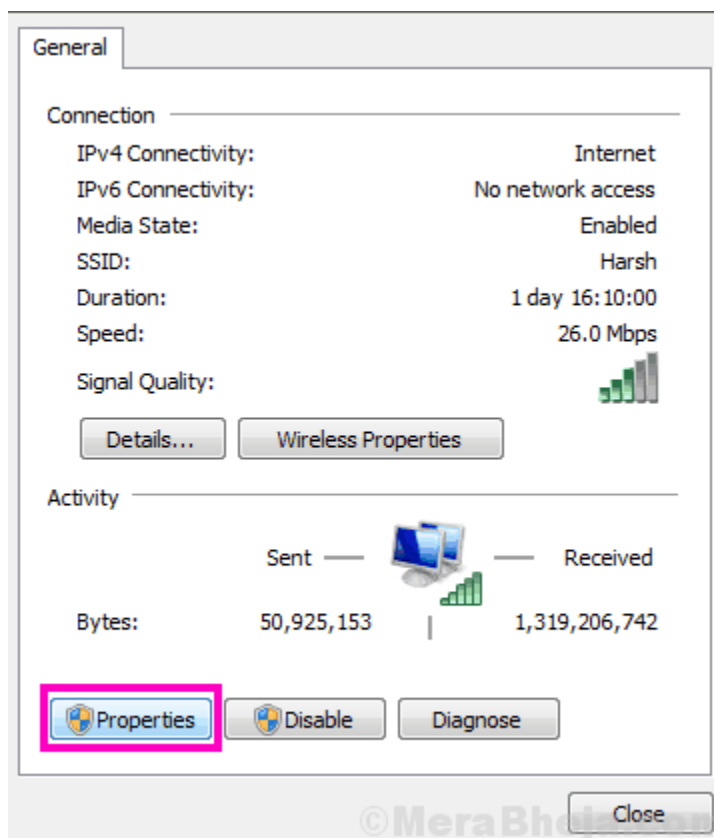 General
Connection
IPv4 Connectivity: Internet
IPv6 Connectivity: No network access
Media State: Enabled
SSID: Harsh
Duration: 1 day 16:10:00
Speed: 26.0 Mbps
Signal Quality:
Details... Wireless Properties
Activity
Sent Received
Bytes: 50,925,153 1,319,206,742
Properties Disable Diagnose
Close